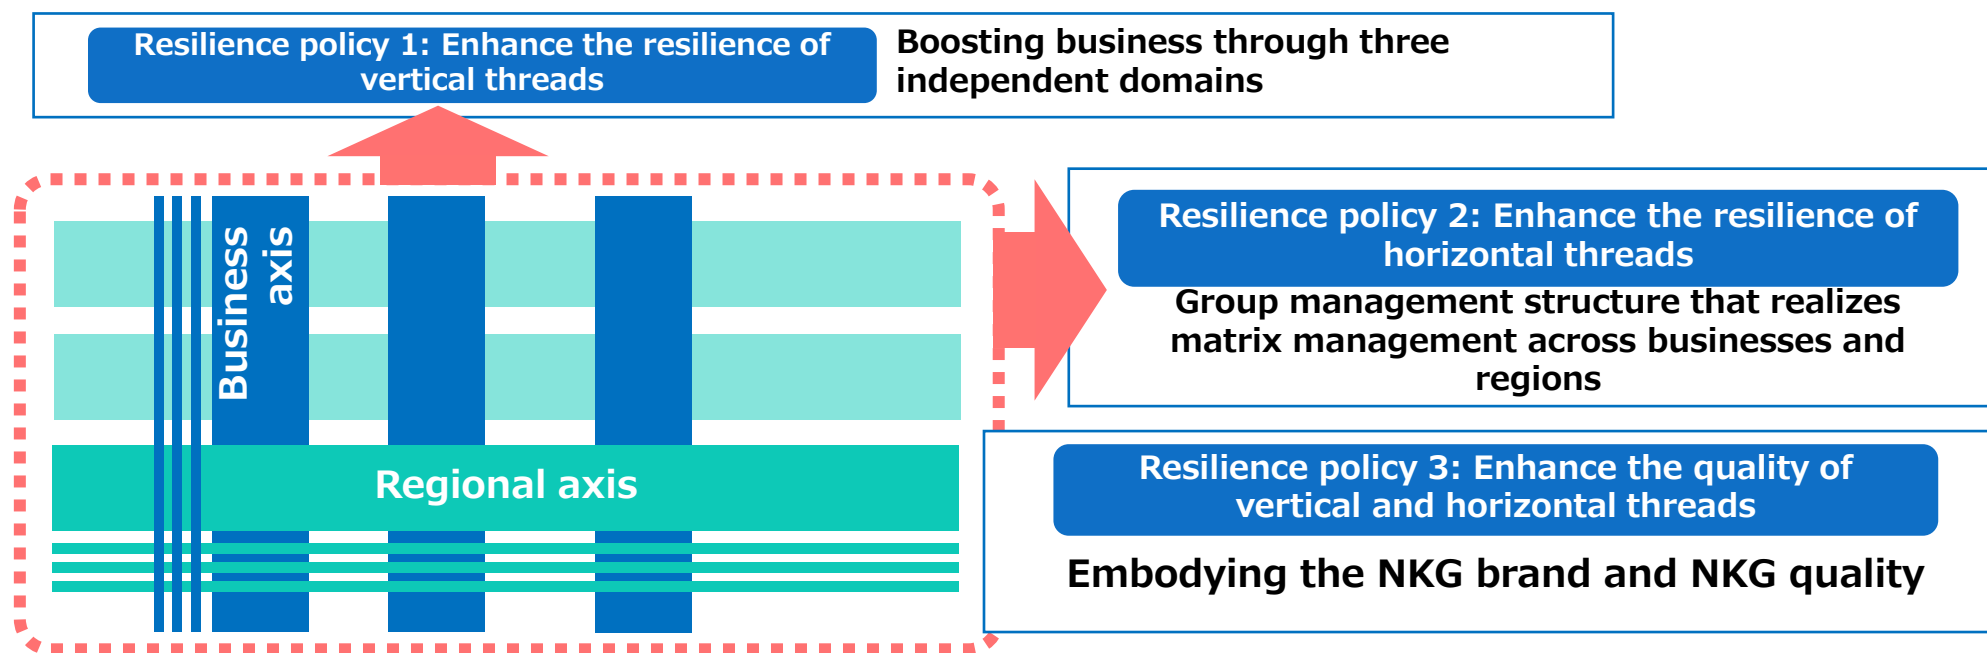 Resilience policy 1: Enhance the resilience of
vertical threads
Boosting business through three
independent domains
Business
axis
Regional axis
Resilience policy 2: Enhance the resilience of
horizontal threads
Group management structure that realizes
matrix management across businesses and
regions
Resilience policy 3: Enhance the quality of
vertical and horizontal threads
Embodying the NKG brand and NKG quality